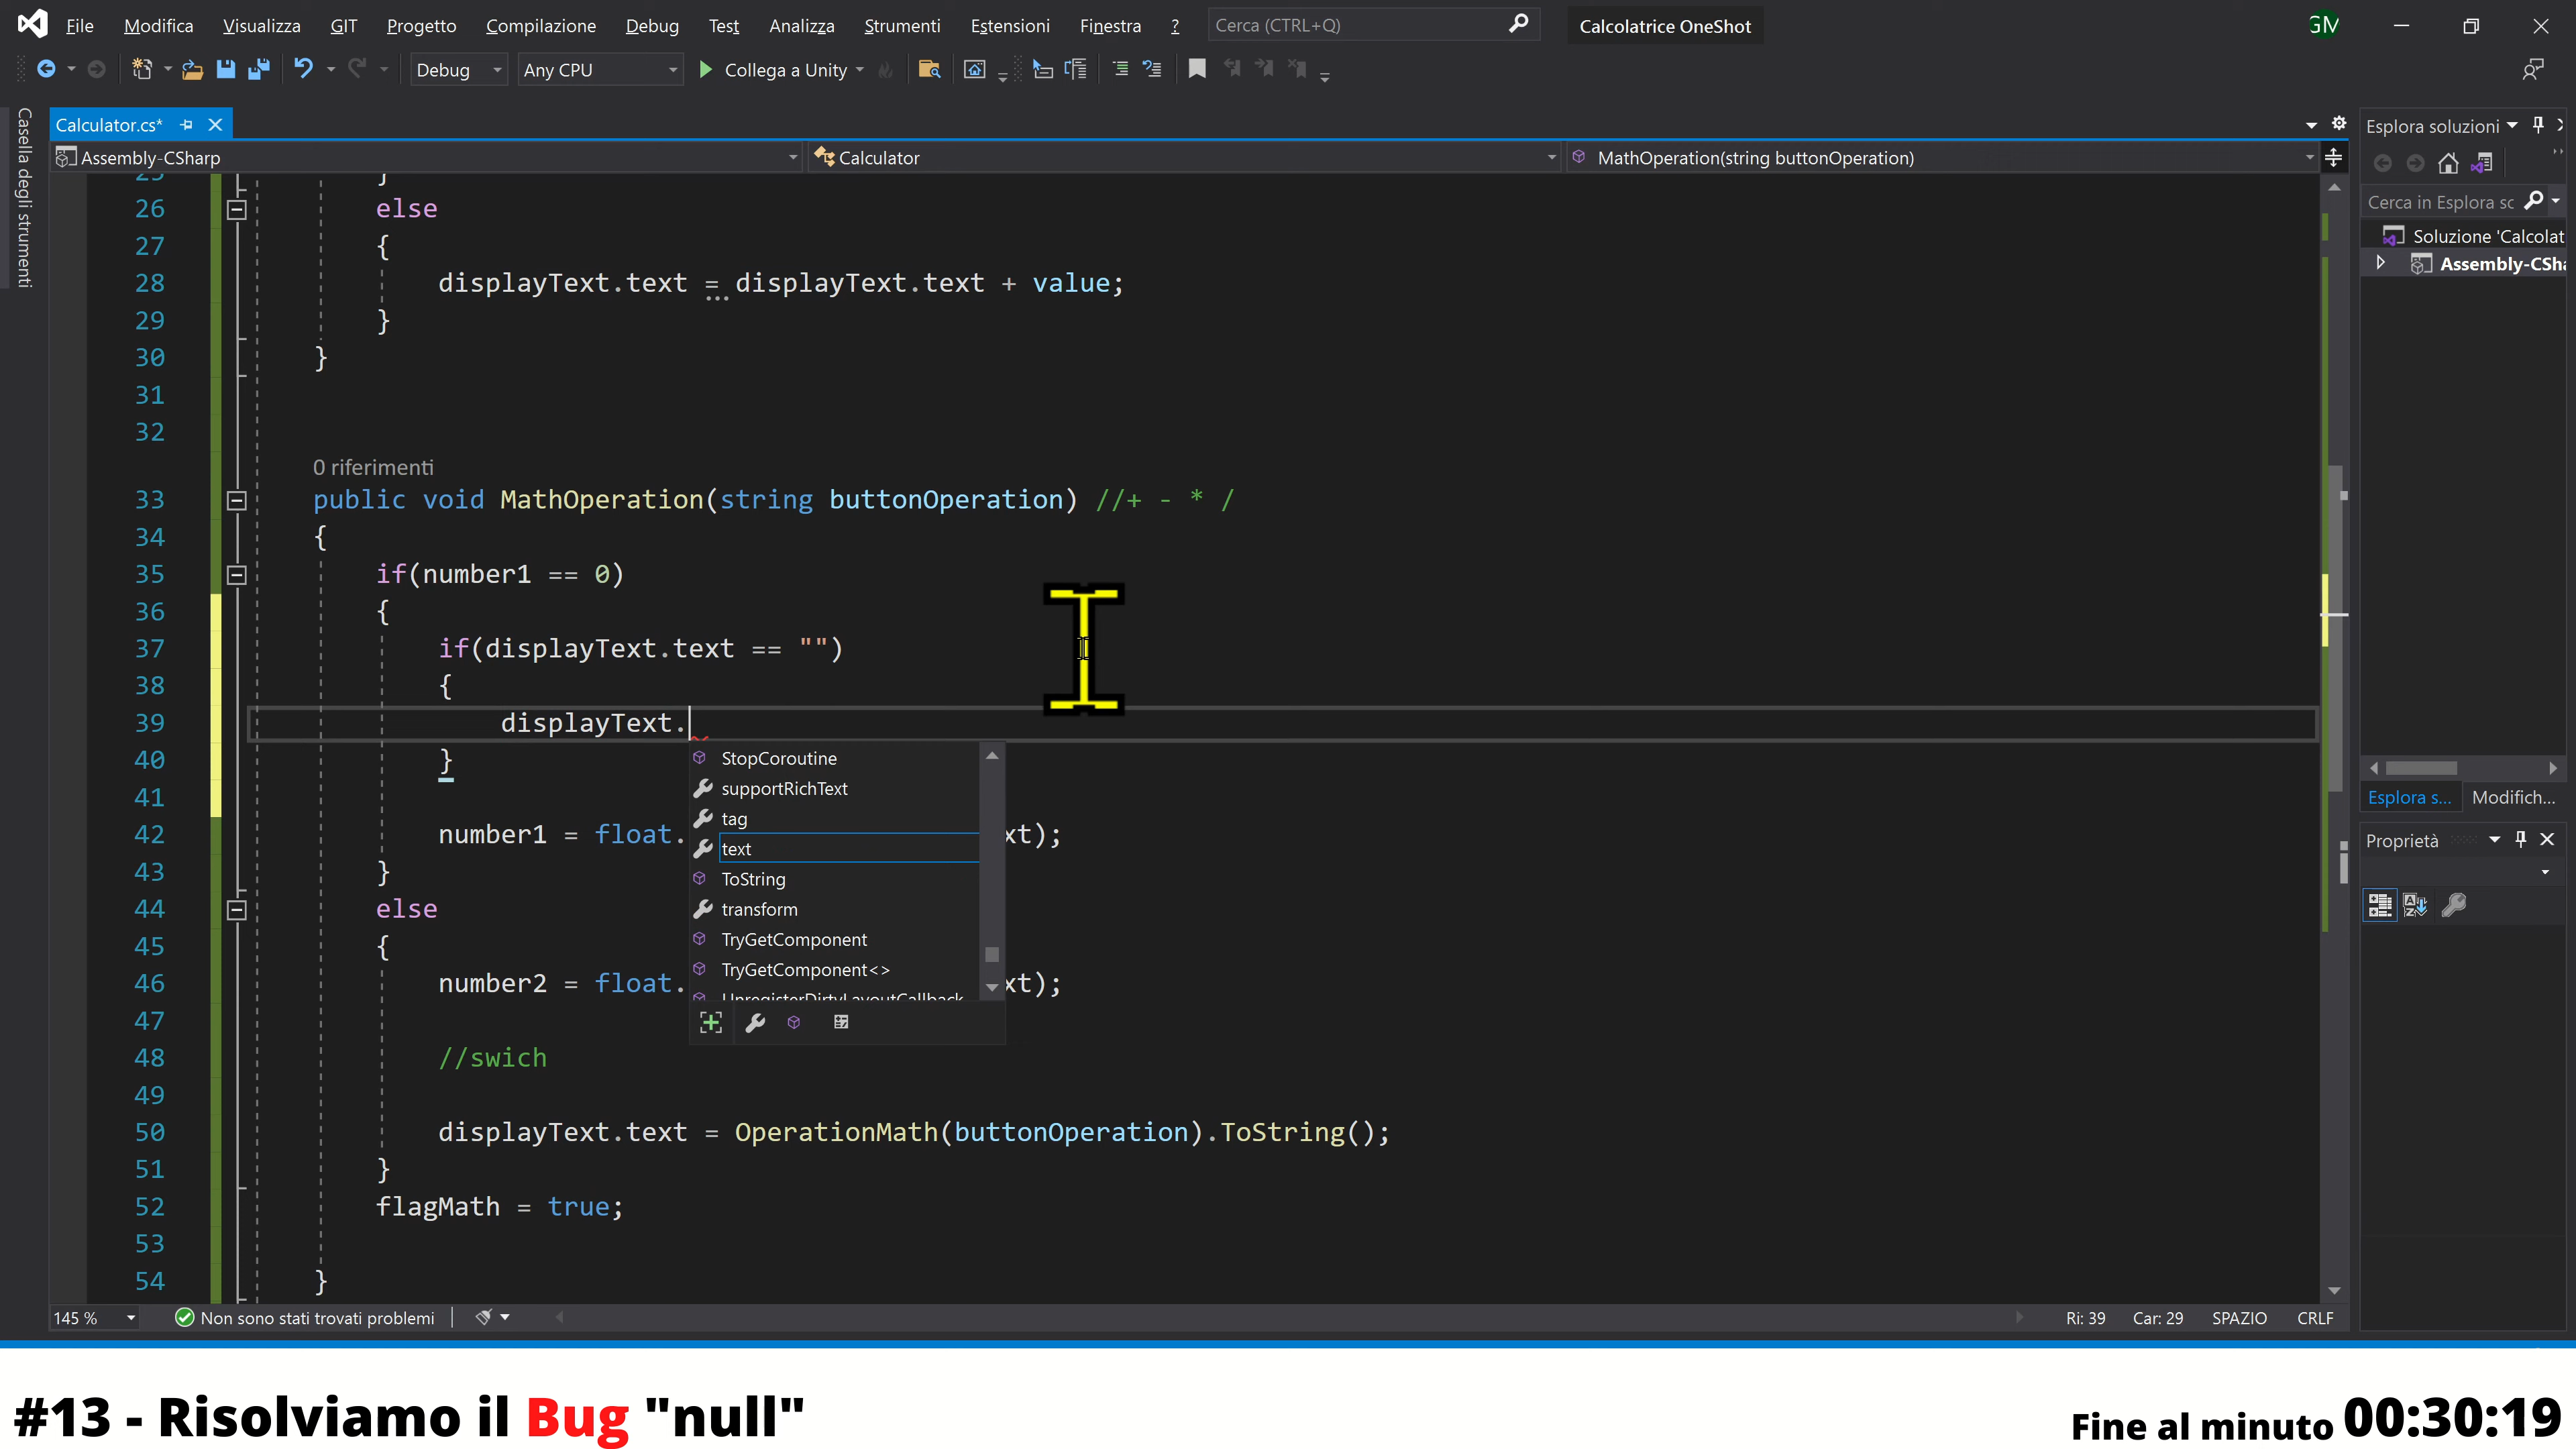 File Modifica Visualizza GIT Progetto Compilazione Debug Test Analizza Strumenti Estensioni Finestra ? Cerca (CTRL+Q) Calcolatrice OneShot GM
Debug Any CPU Collega a Unity
Casella degli strumenti
Calculator.cs*
Assembly-CSharp Calculator MathOperation(string buttonOperation)
25 }
26 else
27 {
28 displayText.text = displayText.text + value;
29 }
30 }
31
32
0 riferimenti
33 public void MathOperation(string buttonOperation) //+ - * /
34 {
35 if(number1 == 0)
36 {
37 if(displayText.text == "")
38 {
39 displayText.
40 }
41
42 number1 = float. xt);
43 }
44 else
45 {
46 number2 = float. xt);
47
48 //swich
49
50 displayText.text = OperationMath(buttonOperation).ToString();
51 }
52 flagMath = true;
53
54 }
StopCoroutine
supportRichText
tag
text
ToString
transform
TryGetComponent
TryGetComponent<>
UnregisterDirtyLayoutCallback
145 % Non sono stati trovati problemi Ri: 39 Car: 29 SPAZIO CRLF
Esplora soluzioni
Cerca in Esplora sc
Soluzione 'Calcolat
Assembly-CSha
Esplora s... Modifich...
Proprietà
#13 - Risolviamo il Bug "null"
Fine al minuto 00:30:19